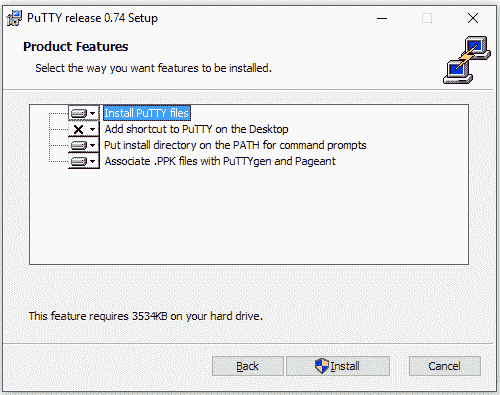 PuTTY release 0.74 Setup
Product Features
Select the way you want features to be installed.
Install PuTTY files
Add shortcut to PuTTY on the Desktop
Put install directory on the PATH for command prompts
Associate .PPK files with PuTTYgen and Pageant
This feature requires 3534KB on your hard drive.
Back Install Cancel